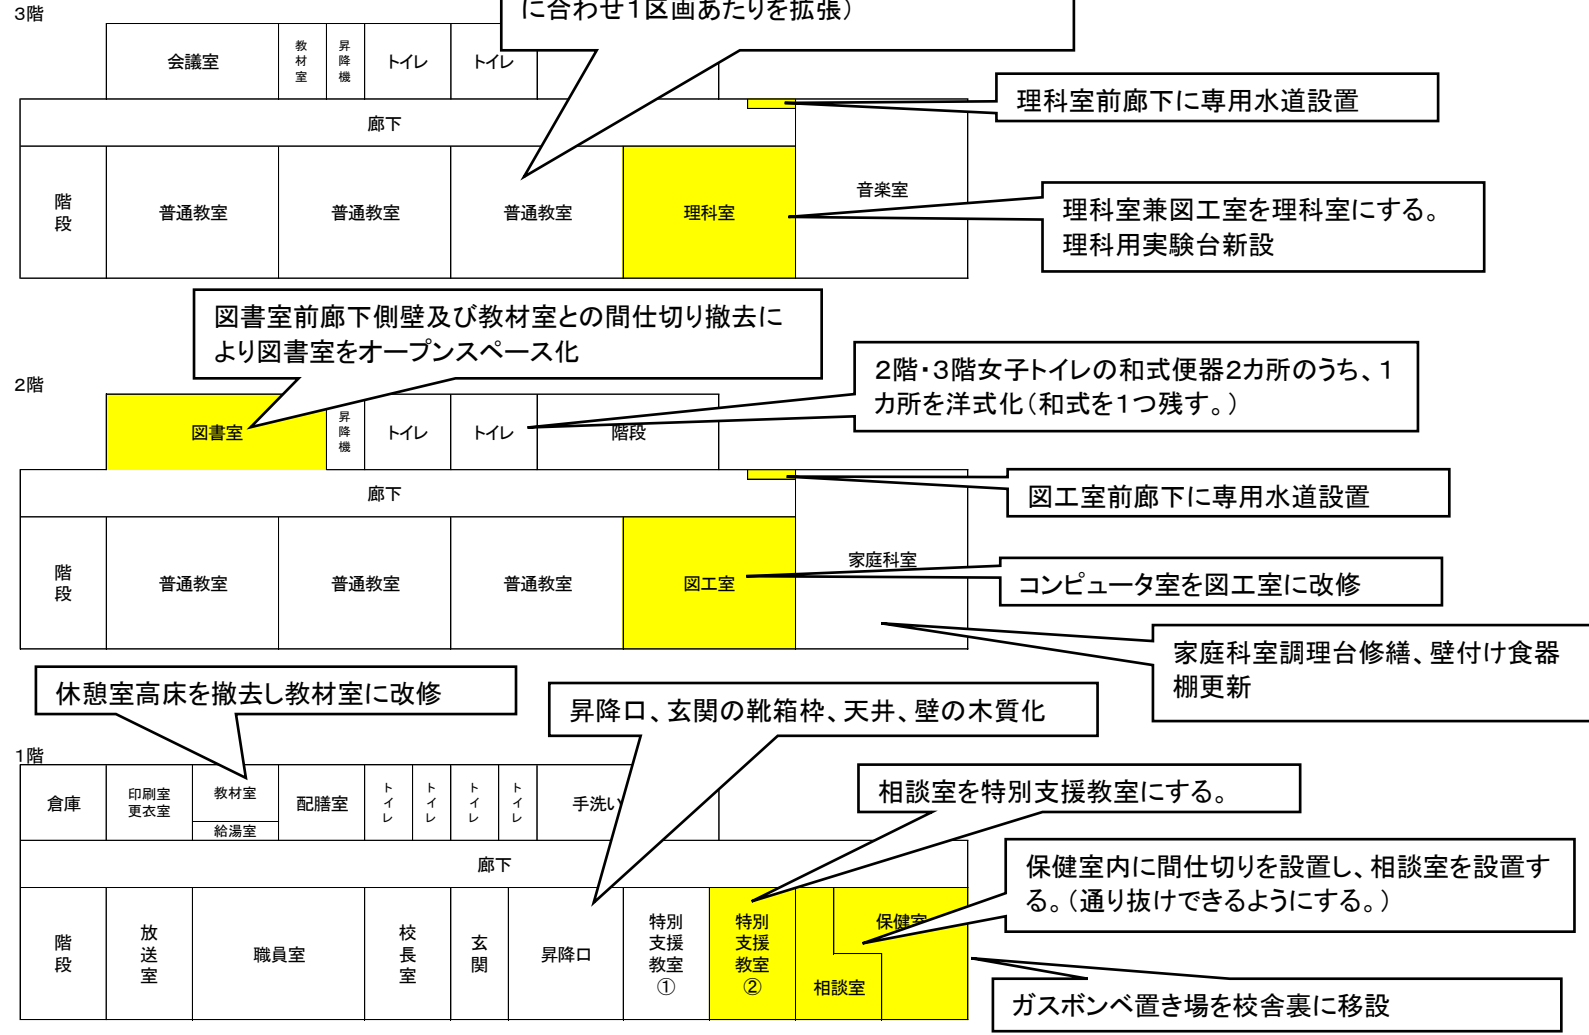 に合わせ1区画あたりを拡張)
3階
会議室
教材室
昇降機
トイレ
トイレ
理科室前廊下に専用水道設置
廊下
階段
普通教室
普通教室
普通教室
理科室
音楽室
理科室兼図工室を理科室にする。
理科用実験台新設
図書室前廊下側壁及び教材室との間仕切り撤去に
より図書室をオープンスペース化
2階・3階女子トイレの和式便器2カ所のうち、1
カ所を洋式化(和式を1つ残す。)
2階
図書室
昇降機
トイレ
トイレ
階段
廊下
図工室前廊下に専用水道設置
階段
普通教室
普通教室
普通教室
図工室
家庭科室
コンピュータ室を図工室に改修
家庭科室調理台修繕、壁付け食器
棚更新
休憩室高床を撤去し教材室に改修
昇降口、玄関の靴箱枠、天井、壁の木質化
1階
倉庫
印刷室
更衣室
教材室
給湯室
配膳室
トイレ
トイレ
トイレ
トイレ
手洗い
相談室を特別支援教室にする。
廊下
保健室内に間仕切りを設置し、相談室を設置す
る。(通り抜けできるようにする。)
階段
放送室
職員室
校長室
玄関
昇降口
特別
支援
教室
①
特別
支援
教室
②
相談室
保健室
ガスボンベ置き場を校舎裏に移設